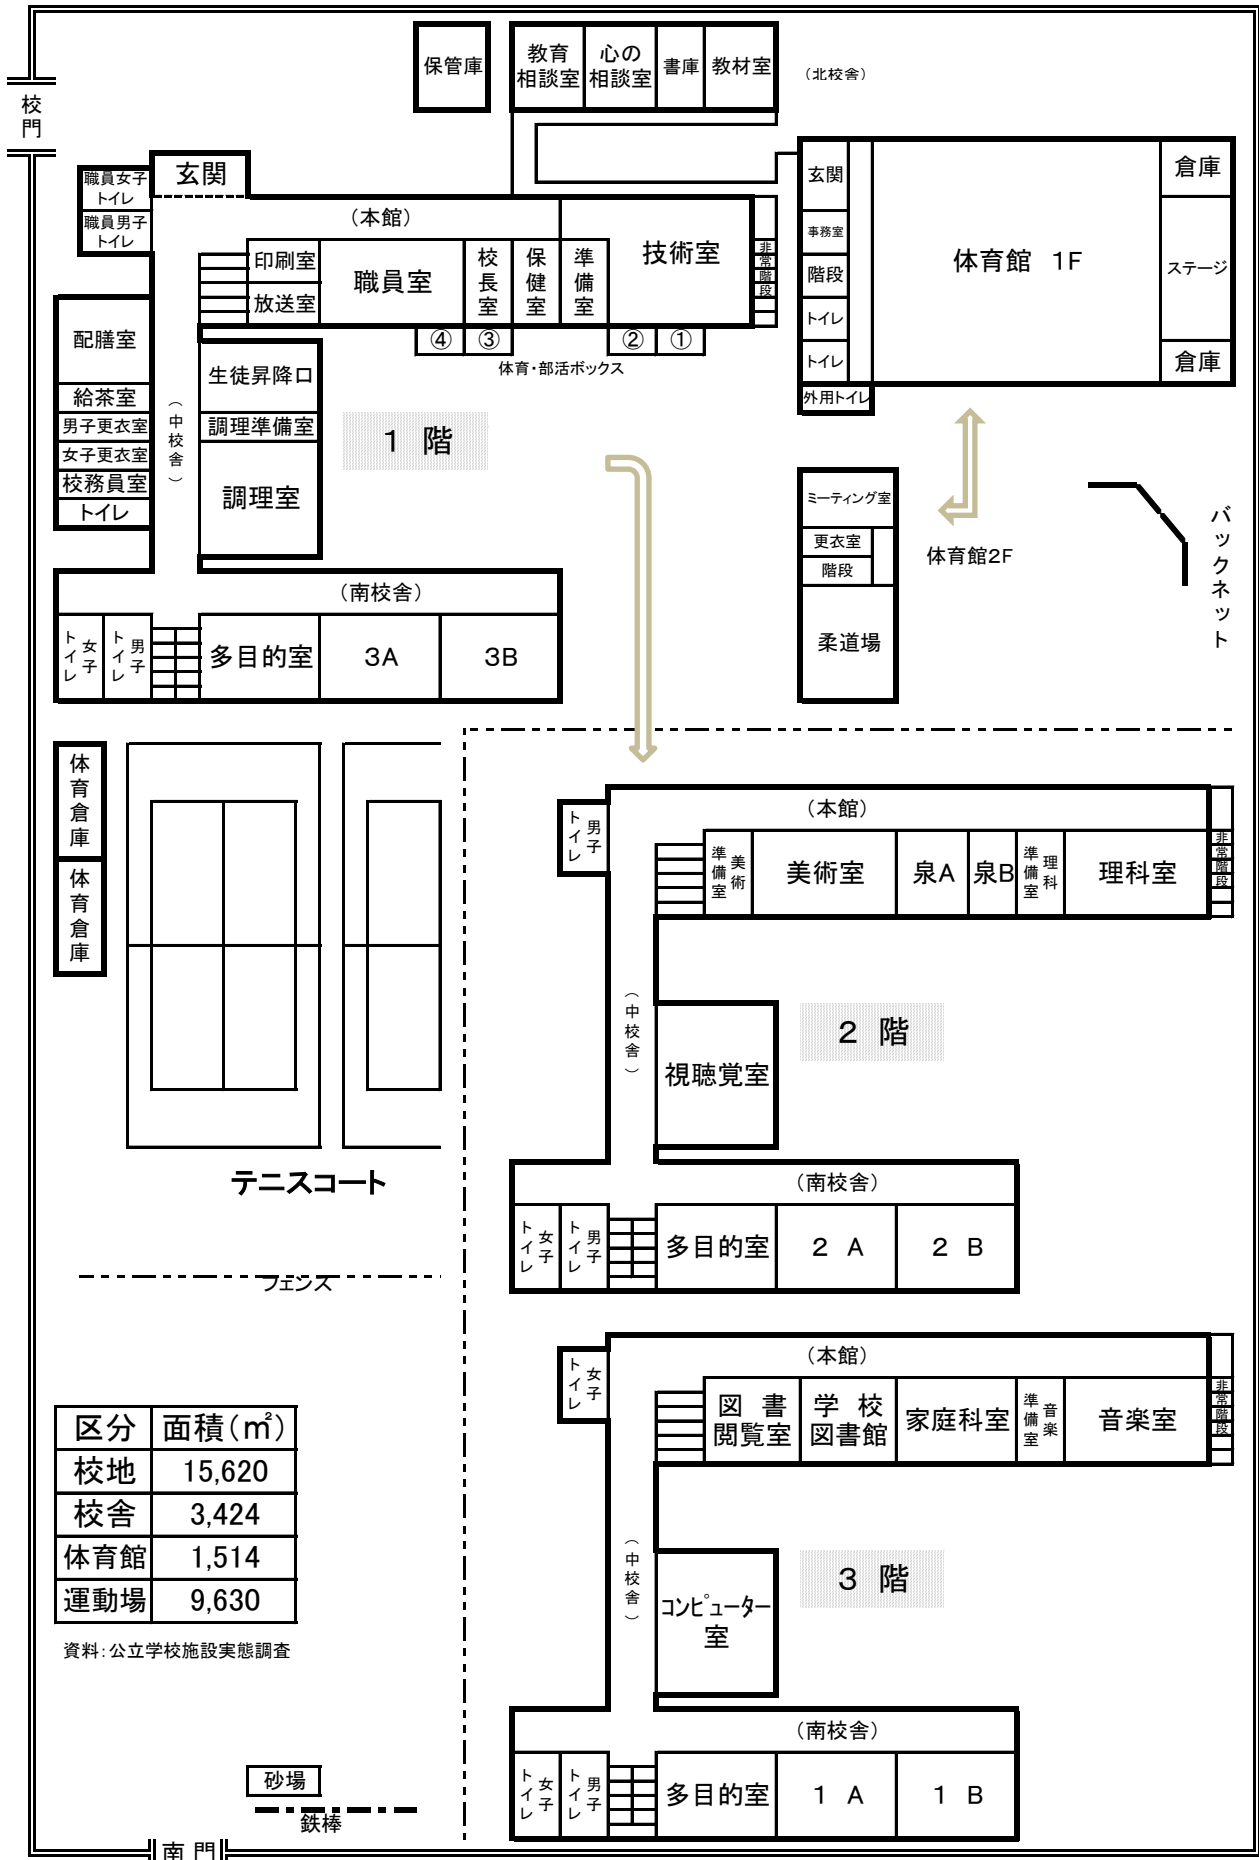 保管庫
教育
相談室
心の
相談室
書庫
教材室
(北校舎)
校
門
職員女子
トイレ
職員男子
トイレ
玄関
(本館)
印刷室
放送室
職員室
校長室
保健室
準備室
技術室
非常階段
④
③
②
①
体育・部活ボックス
玄関
事務室
階段
トイレ
トイレ
外用トイレ
体育館 1F
倉庫
ステージ
倉庫
配膳室
給茶室
男子更衣室
女子更衣室
校務員室
トイレ
(中校舎)
生徒昇降口
調理準備室
調理室
1 階
ミーティング室
更衣室
階段
柔道場
体育館2F
バックネット
(南校舎)
女子
トイレ
男子
トイレ
多目的室
3A
3B
体育倉庫
体育倉庫
テニスコート
フェンス
男子
トイレ
(本館)
美術
準備室
美術室
泉A
泉B
理科
準備室
理科室
非常階段
(中校舎)
視聴覚室
2 階
(南校舎)
女子
トイレ
男子
トイレ
多目的室
2 A
2 B
女子
トイレ
(本館)
図 書
閲覧室
学 校
図書館
家庭科室
音楽
準備室
音楽室
非常階段
(中校舎)
コンピューター
室
3 階
(南校舎)
女子
トイレ
男子
トイレ
多目的室
1 A
1 B
区分 面積(㎡)
校地 15,620
校舎 3,424
体育館 1,514
運動場 9,630
資料:公立学校施設実態調査
砂場
鉄棒
南 門